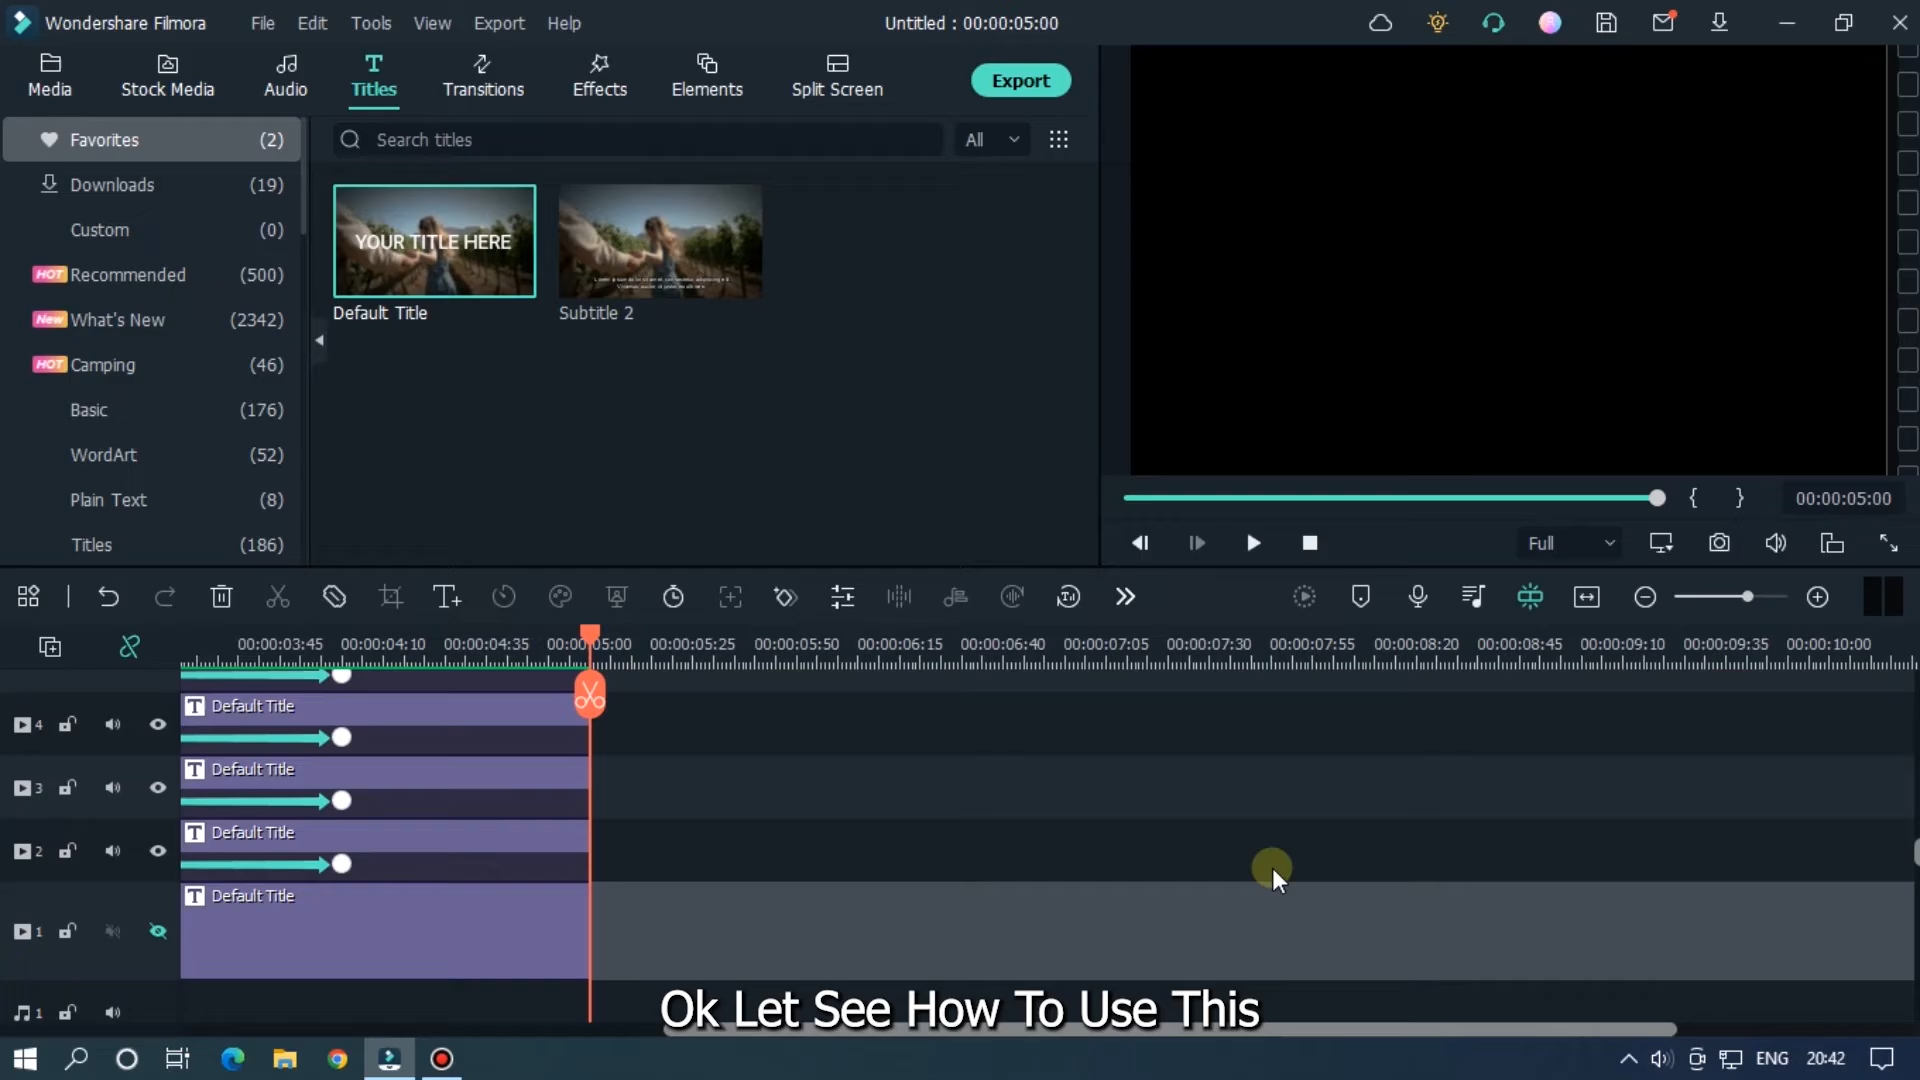 Wondershare Filmora File Edit Tools View Export Help Untitled : 00:00:05:00
Media Stock Media Audio Titles Transitions Effects Elements Split Screen Export
Favorites (2)
Search titles All
Downloads (19)
Custom (0)
HOT Recommended (500)
New What's New (2342)
HOT Camping (46)
Basic (176)
WordArt (52)
Plain Text (8)
Titles (186)
YOUR TITLE HERE
Default Title Subtitle 2
{ } 00:00:05:00
Full
00:00:03:45 00:00:04:10 00:00:04:35 00:00:05:00 00:00:05:25 00:00:05:50 00:00:06:15 00:00:06:40 00:00:07:05 00:00:07:30 00:00:07:55 00:00:08:20 00:00:08:45 00:00:09:10 00:00:09:35 00:00:10:00
4 T Default Title
3 T Default Title
2 T Default Title
1 T Default Title
1
Ok Let See How To Use This
ENG 20:42